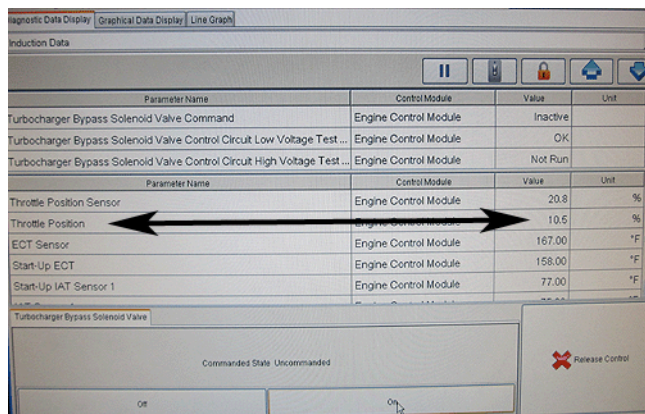 Diagnostic Data Display Graphical Data Display Line Graph
Induction Data
Parameter Name Control Module Value Unit
Turbocharger Bypass Solenoid Valve Command Engine Control Module Inactive
Turbocharger Bypass Solenoid Valve Control Circuit Low Voltage Test ... Engine Control Module OK
Turbocharger Bypass Solenoid Valve Control Circuit High Voltage Test ... Engine Control Module Not Run
Parameter Name Control Module Value Unit
Throttle Position Sensor Engine Control Module 20.8 %
Throttle Position Engine Control Module 10.5 %
ECT Sensor Engine Control Module 167.00 °F
Start-Up ECT Engine Control Module 158.00 °F
Start-Up IAT Sensor 1 Engine Control Module 77.00 °F
Turbocharger Bypass Solenoid Valve
Commanded State Uncommanded
Release Control
Off On